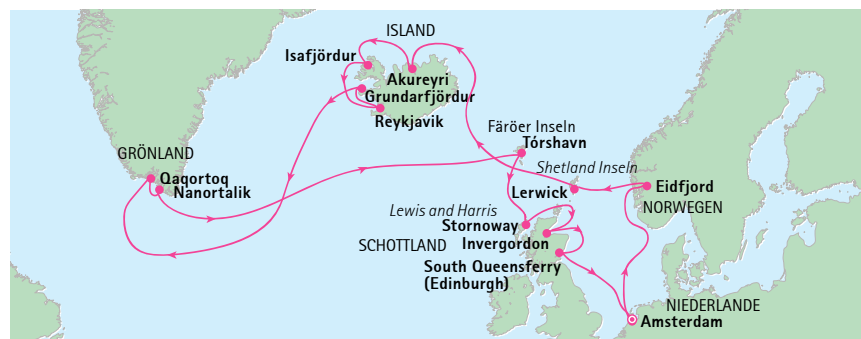 ISLAND
Isafjördur
Akureyri
Grundarfjördur
Reykjavik
Färöer Inseln
Tórshavn
GRÖNLAND
Qaqortoq
Nanortalik
Shetland Inseln
Lerwick
Eidfjord
NORWEGEN
Lewis and Harris
Stornoway
SCHOTTLAND
Invergordon
South Queensferry
(Edinburgh)
NIEDERLANDE
Amsterdam